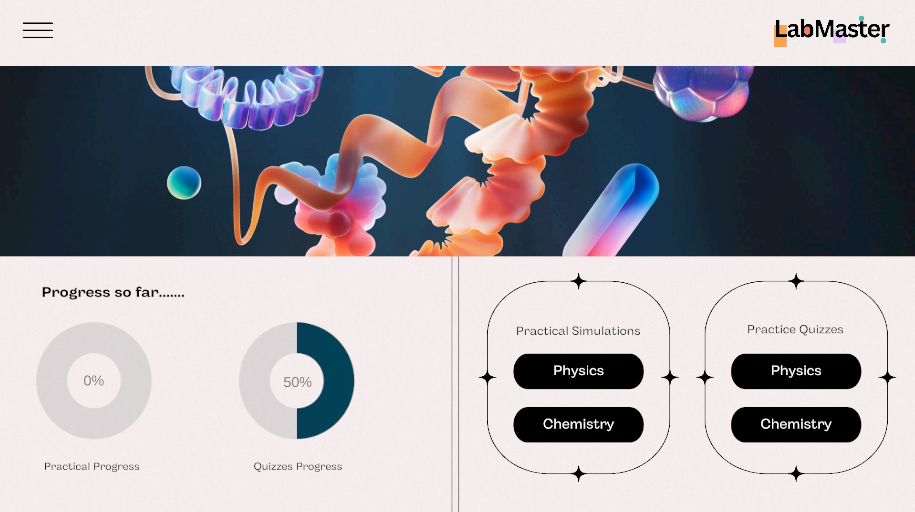 LabMaster
Progress so far.......
0%
50%
Practical Progress
Quizzes Progress
Practical Simulations
Physics
Chemistry
Practice Quizzes
Physics
Chemistry